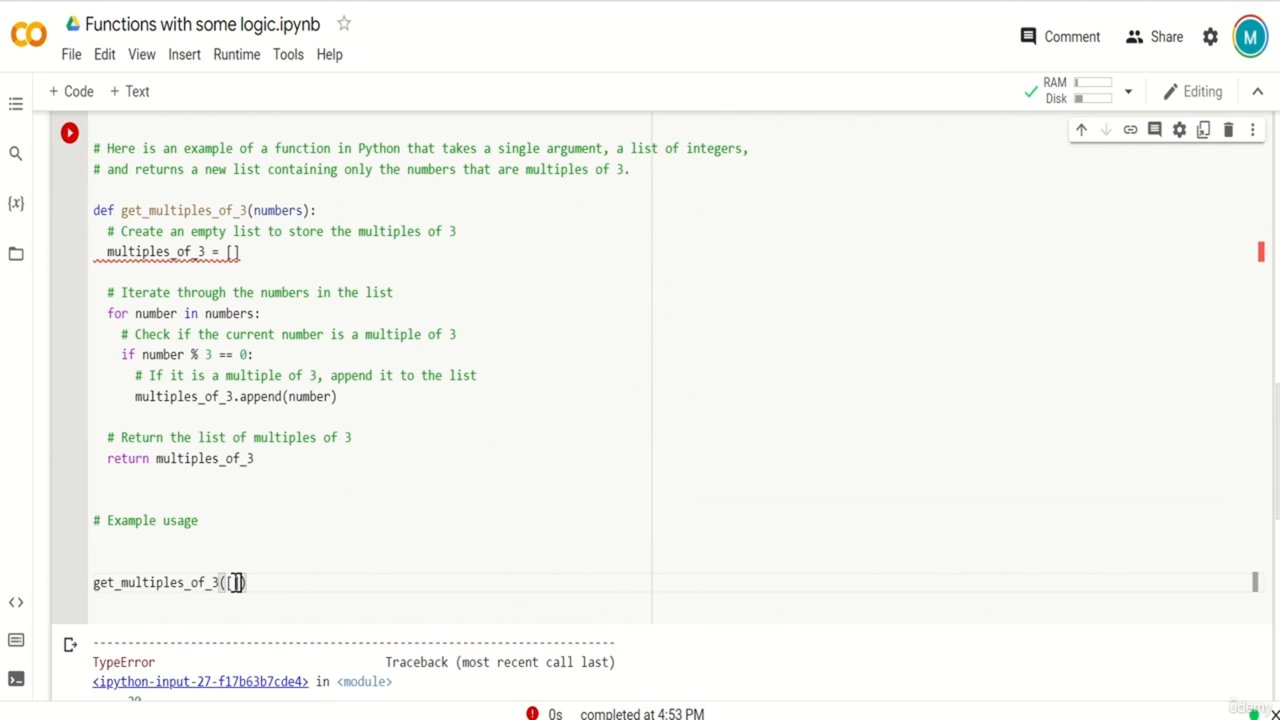 Functions with some logic.ipynb
Comment Share M
File Edit View Insert Runtime Tools Help
+ Code + Text RAM Disk Editing
# Here is an example of a function in Python that takes a single argument, a list of integers,
# and returns a new list containing only the numbers that are multiples of 3.
def get_multiples_of_3(numbers):
# Create an empty list to store the multiples of 3
multiples_of_3 = []
# Iterate through the numbers in the list
for number in numbers:
# Check if the current number is a multiple of 3
if number % 3 == 0:
# If it is a multiple of 3, append it to the list
multiples_of_3.append(number)
# Return the list of multiples of 3
return multiples_of_3
# Example usage
get_multiples_of_3([])
---------------------------------------------------------------------------
TypeError Traceback (most recent call last)
<ipython-input-27-f17b63b7cde4> in <module>
0s completed at 4:53 PM
udemy